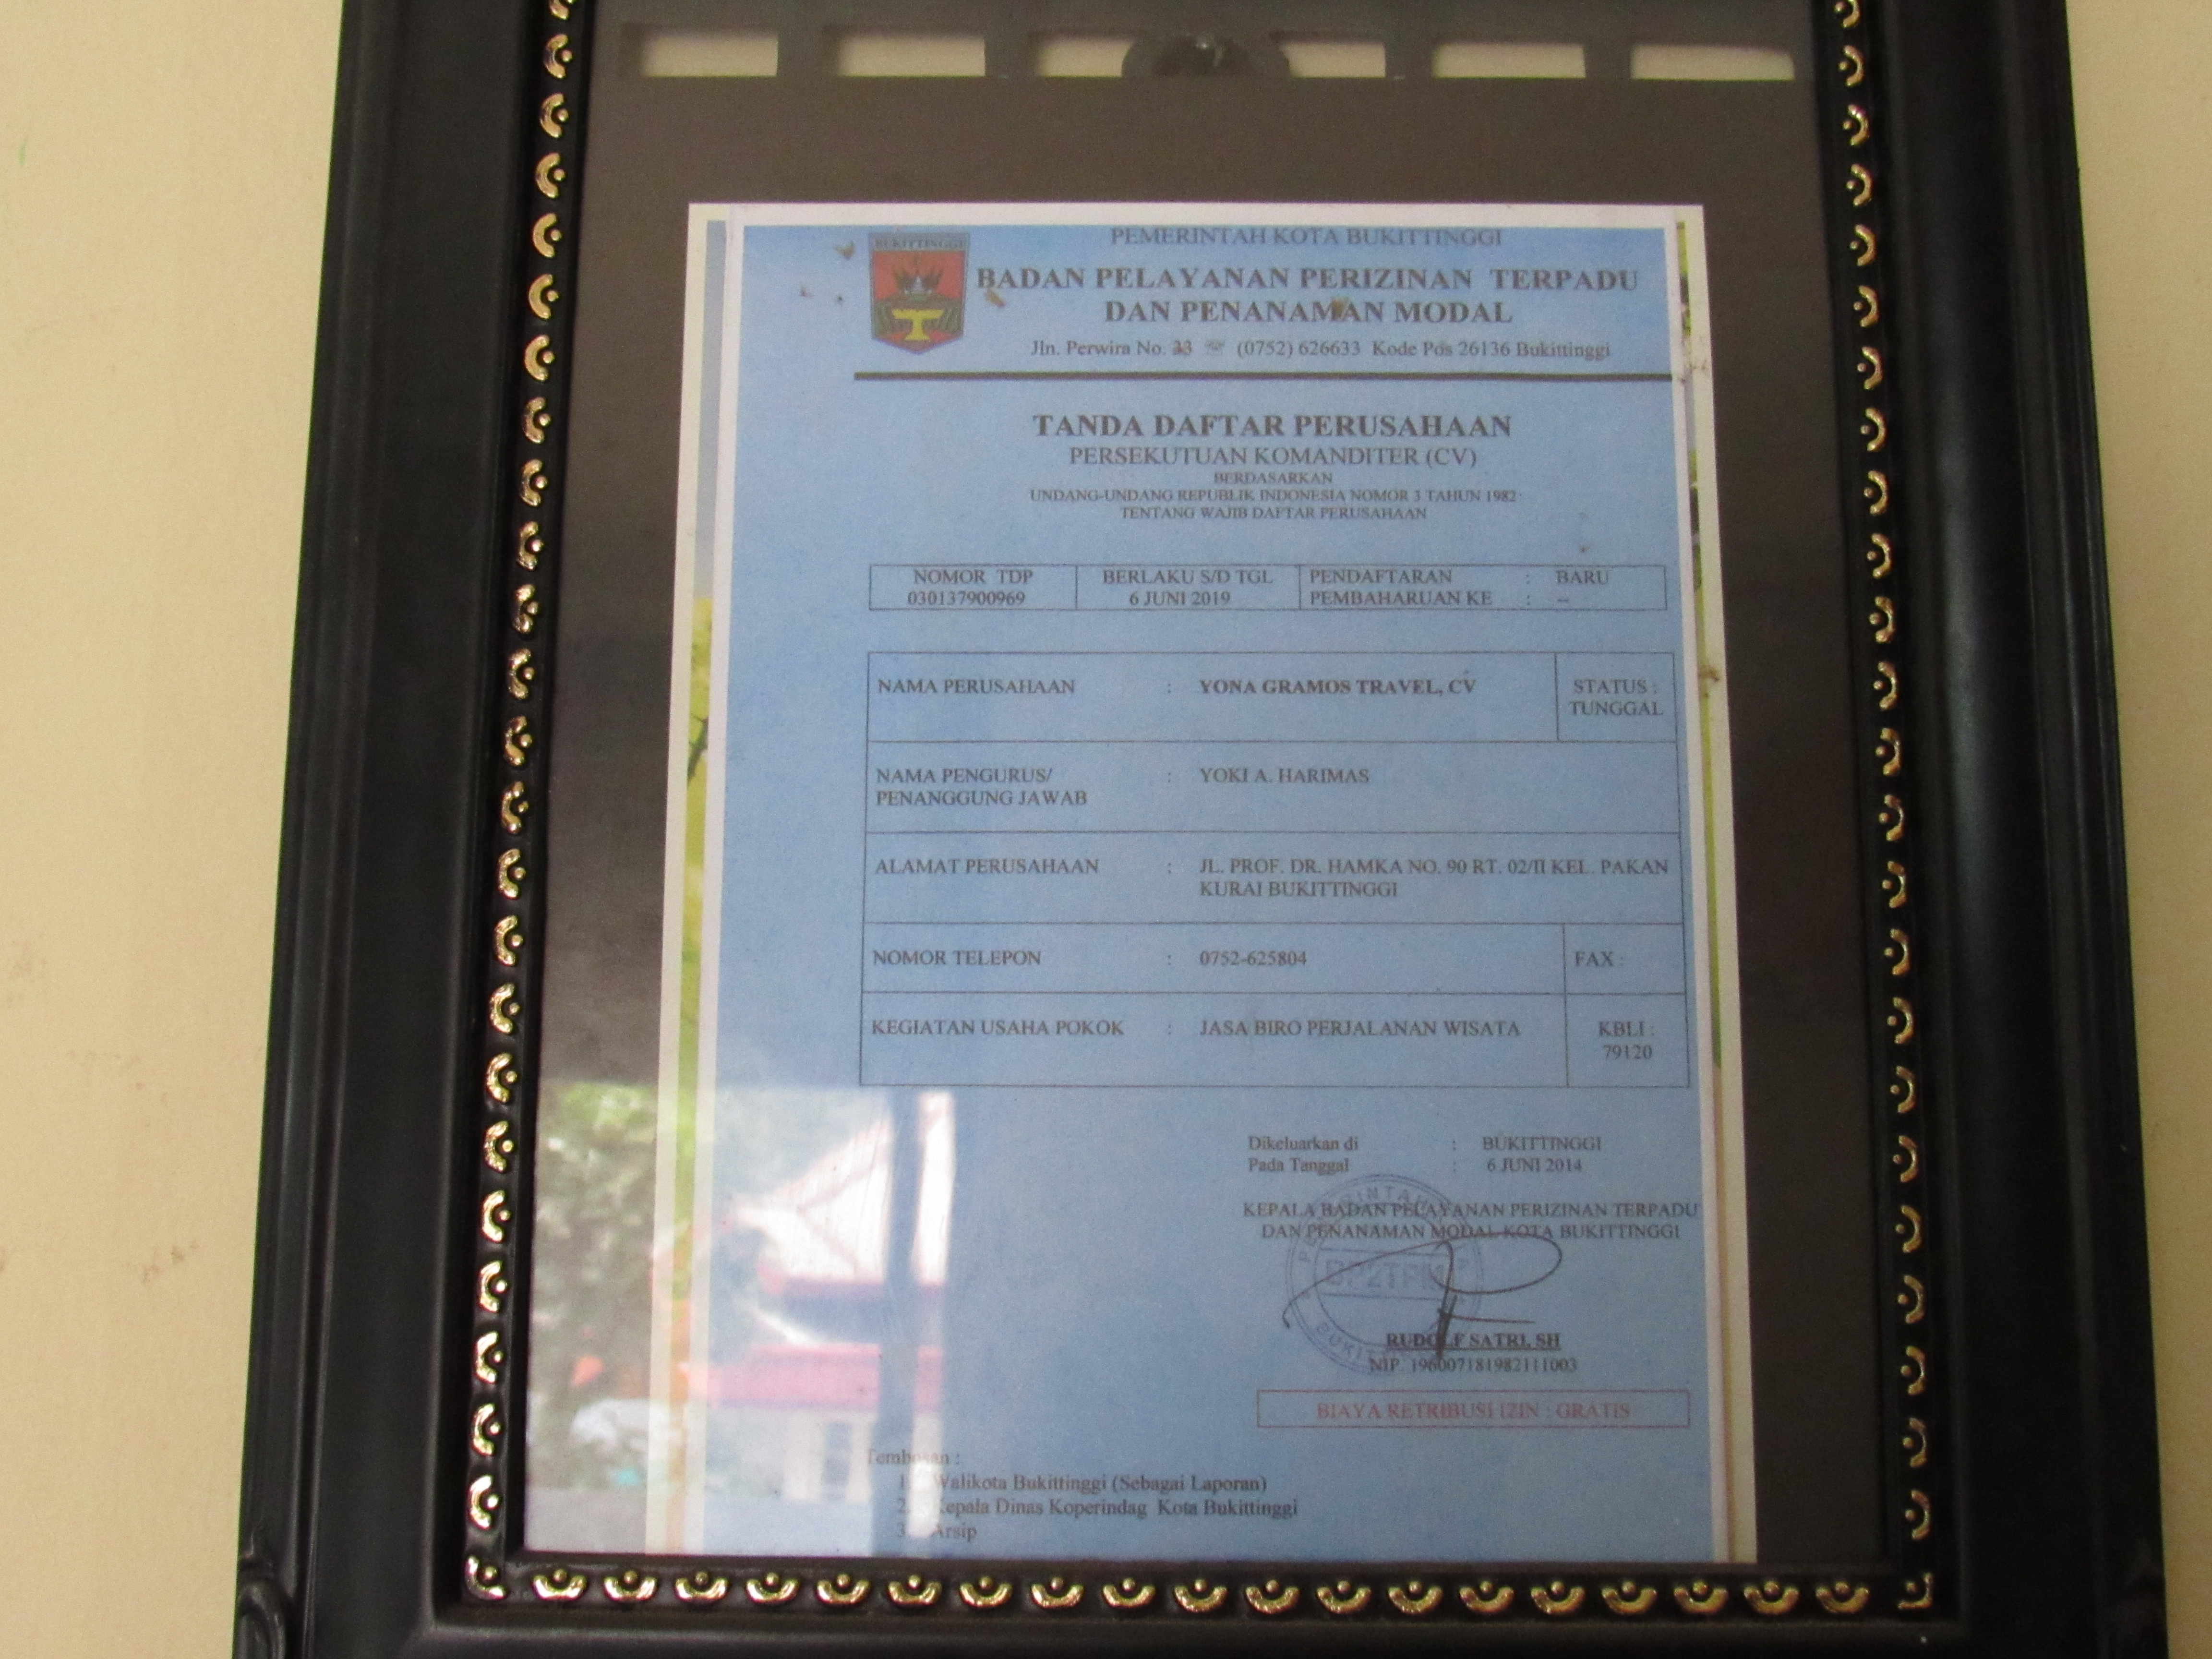 BUKITTINGGI
PEMERINTAH KOTA BUKITTINGGI
BADAN PELAYANAN PERIZINAN TERPADU
DAN PENANAMAN MODAL
Jln. Perwira No. (0752) 626633 Kode Pos 26136 Bukittinggi
TANDA DAFTAR PERUSAHAAN
PERSEKUTUAN KOMANDITER (CV)
BERDASARKAN
UNDANG-UNDANG REPUBLIK INDONESIA NOMOR 3 TAHUN 1982
TENTANG WAJIB DAFTAR PERUSAHAAN
NOMOR TDP
030137900969
BERLAKU S/D TGL
6 JUNI 2019
PENDAFTARAN : BARU
PEMBAHARUAN KE : --
NAMA PERUSAHAAN : YONA GRAMOS TRAVEL, CV
STATUS :
TUNGGAL
NAMA PENGURUS/ : YOKI A. HARIMAS
PENANGGUNG JAWAB
ALAMAT PERUSAHAAN : JL. PROF. DR. HAMKA NO. 90 RT. 02/II KEL. PAKAN
KURAI BUKITTINGGI
NOMOR TELEPON : 0752-625804
FAX :
KEGIATAN USAHA POKOK : JASA BIRO PERJALANAN WISATA
KBLI :
79120
Dikeluarkan di : BUKITTINGGI
Pada Tanggal : 6 JUNI 2014
KEPALA BADAN PELAYANAN PERIZINAN TERPADU
DAN PENANAMAN MODAL KOTA BUKITTINGGI
BP2TPM
RUDOLF SATRI, SH
NIP. 196007181982111003
BIAYA RETRIBUSI IZIN : GRATIS
Tembusan :
1. Walikota Bukittinggi (Sebagai Laporan)
2. Kepala Dinas Koperindag Kota Bukittinggi
3. Arsip